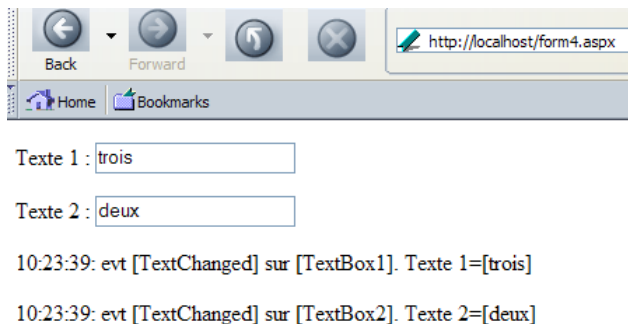 Back Forward http://localhost/form4.aspx
Home Bookmarks
Texte 1 : trois
Texte 2 : deux
10:23:39: evt [TextChanged] sur [TextBox1]. Texte 1=[trois]
10:23:39: evt [TextChanged] sur [TextBox2]. Texte 2=[deux]